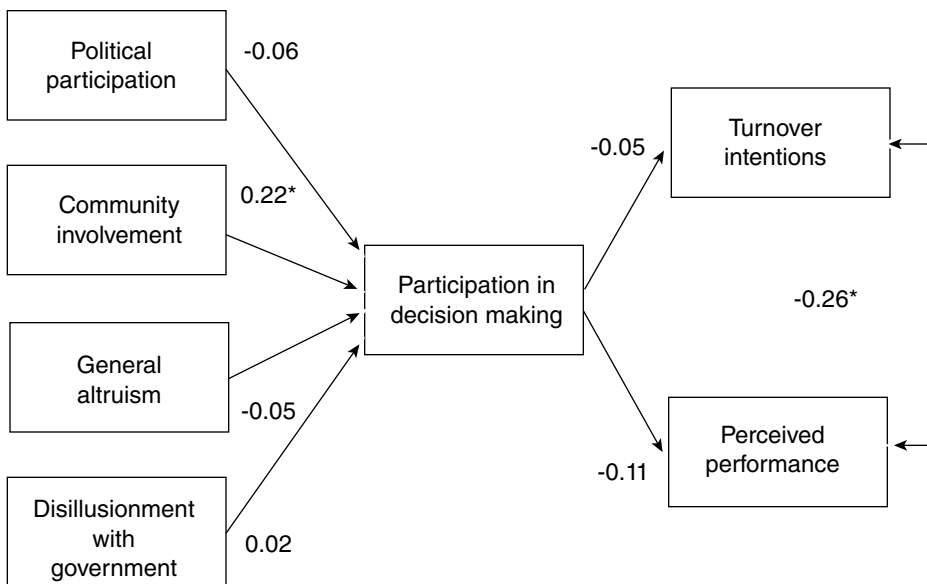 Political
participation
-0.06
Turnover
intentions
-0.05
Community
involvement
0.22*
Participation in
decision making
-0.26*
General
altruism
-0.05
Perceived
performance
-0.11
Disillusionment
with
government
0.02